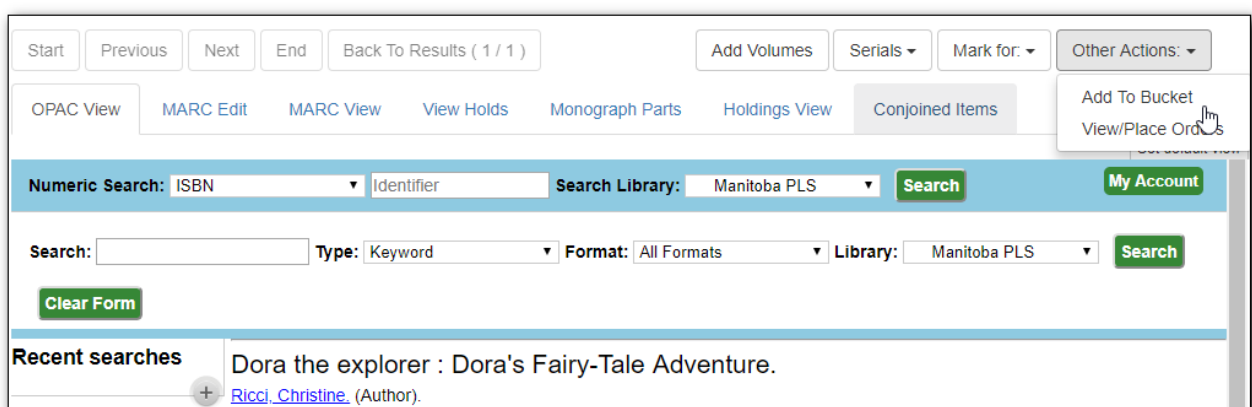 Start Previous Next End Back To Results ( 1 / 1 ) Add Volumes Serials Mark for: Other Actions:
Add To Bucket
OPAC View MARC Edit MARC View View Holds Monograph Parts Holdings View Conjoined Items
View/Place Orders
Set default view
Numeric Search: ISBN Identifier Search Library: Manitoba PLS Search My Account
Search: Type: Keyword Format: All Formats Library: Manitoba PLS Search
Clear Form
Recent searches
Dora the explorer : Dora's Fairy-Tale Adventure.
+
Ricci, Christine. (Author).